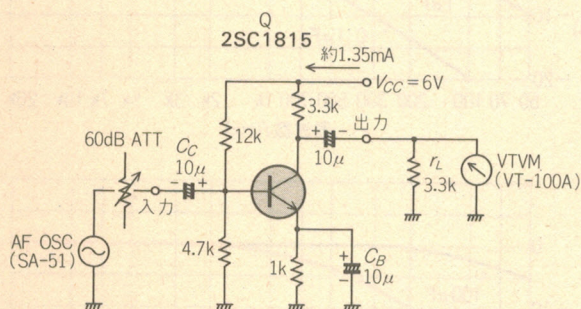 Q
2SC1815
約1.35mA
VCC=6V
3.3k
12k
60dB ATT
CC
10μ
+ −
出力
10μ
− +
入力
rL
3.3k
VTVM
(VT-100A)
AF OSC
(SA-51)
4.7k
1k
+
−
CB
10μ